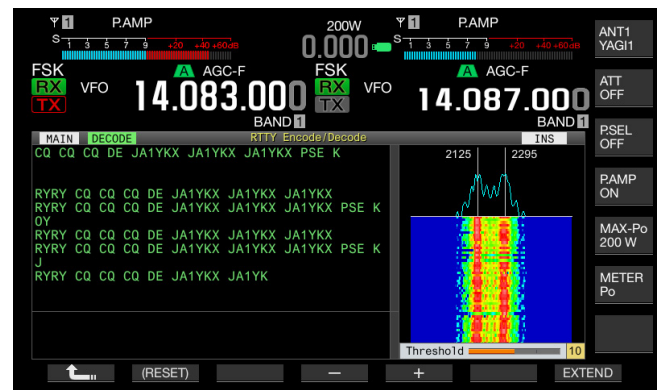 1 P.AMP 200W 1 P.AMP
S 1 3 5 7 9 +20 +40 +60dB 0.000 S 1 3 5 7 9 +20 +40 +60dB
FSK A AGC-F FSK A AGC-F
RX VFO 14.083.000 RX VFO 14.087.000
TX TX
BAND 1 BAND 1
MAIN DECODE RTTY Encode/Decode INS
CQ CQ CQ DE JA1YKX JA1YKX JA1YKX PSE K
RYRY CQ CQ CQ DE JA1YKX JA1YKX JA1YKX
RYRY CQ CQ CQ DE JA1YKX JA1YKX JA1YKX PSE K
OY
RYRY CQ CQ CQ DE JA1YKX JA1YKX JA1YKX
RYRY CQ CQ CQ DE JA1YKX JA1YKX JA1YKX PSE K
J
RYRY CQ CQ CQ DE JA1YKX JA1YK
2125 2295
Threshold 10
ANT1
YAGI1
ATT
OFF
P.SEL
OFF
P.AMP
ON
MAX-Po
200 W
METER
Po
(RESET) − + EXTEND